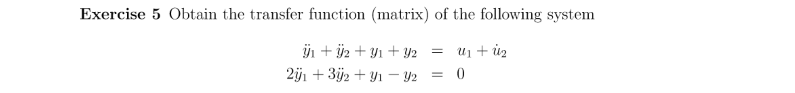 Exercise 5 Obtain the transfer function (matrix) of the following system
ÿ₁ + ÿ₂ + y₁ + y₂ = u₁ + u̇₂
2ÿ₁ + 3ÿ₂ + y₁ − y₂ = 0